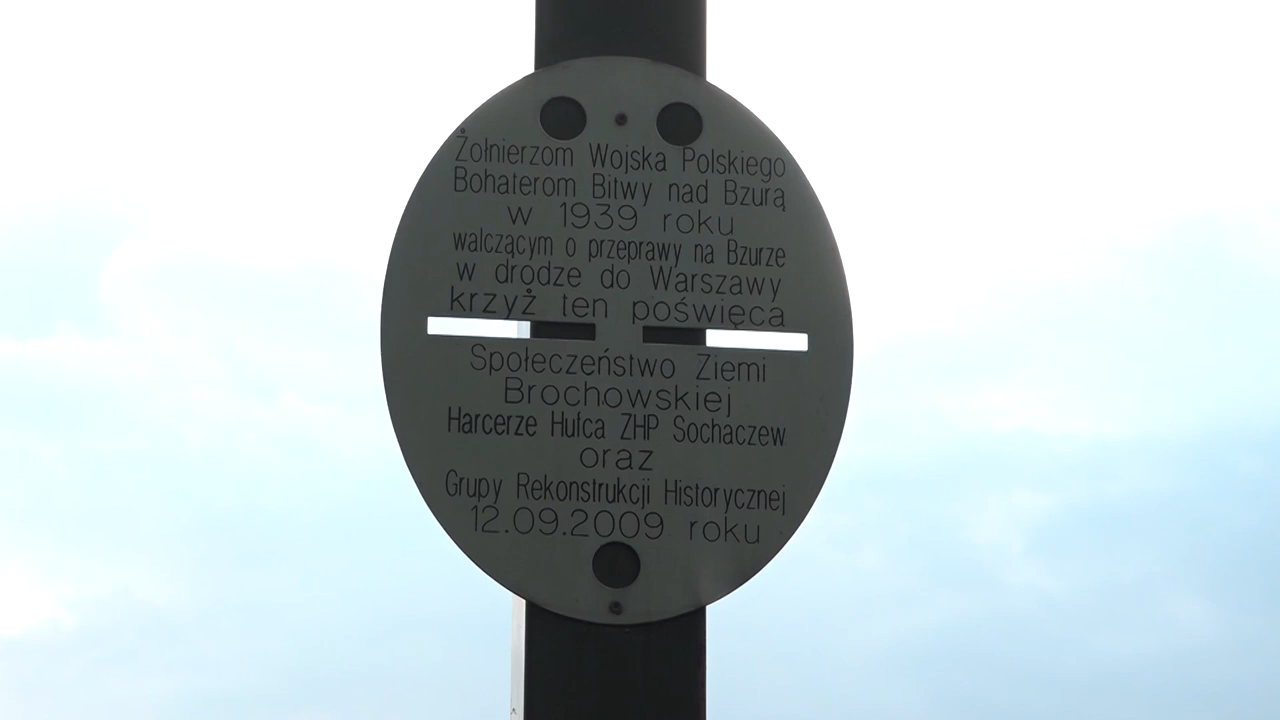 Żołnierzom Wojska Polskiego
Bohaterom Bitwy nad Bzurą
w 1939 roku
walczącym o przeprawy na Bzurze
w drodze do Warszawy
krzyż ten poświęca
Społeczeństwo Ziemi
Brochowskiej
Harcerze Hufca ZHP Sochaczew
oraz
Grupy Rekonstrukcji Historycznej
12.09.2009 roku